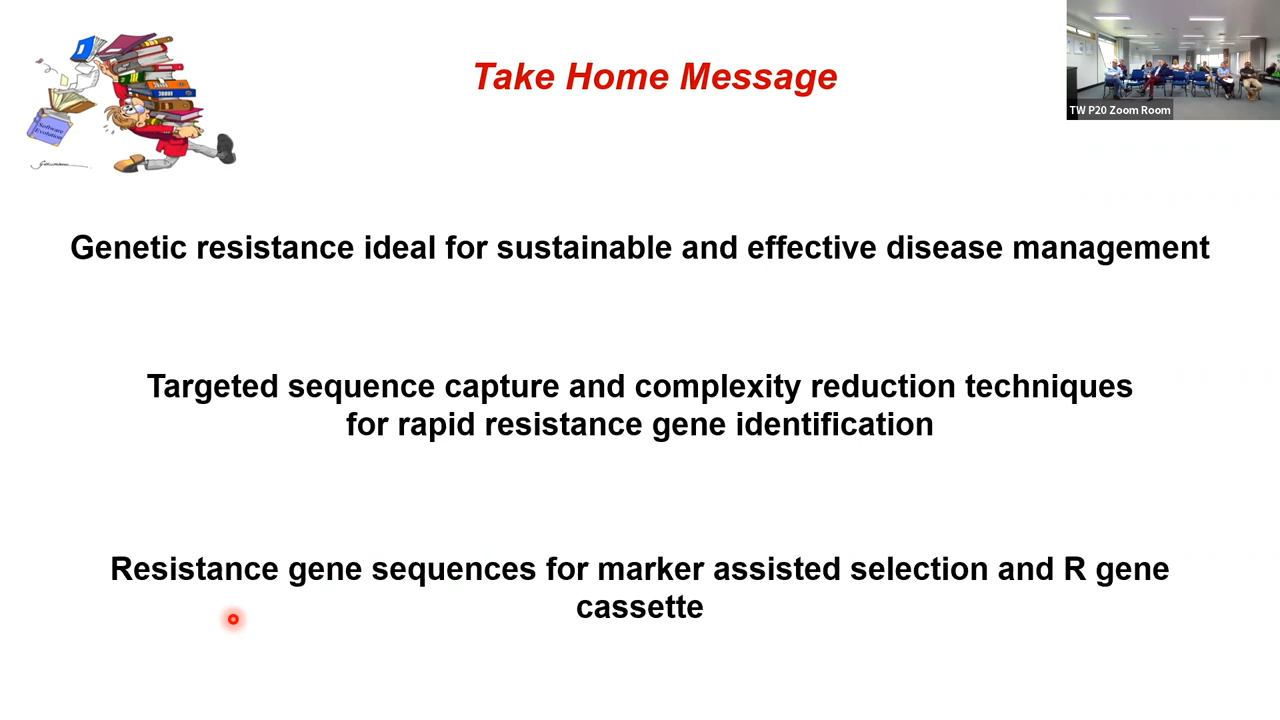 Take Home Message
TW P20 Zoom Room
Software
Evolution
Genetic resistance ideal for sustainable and effective disease management
Targeted sequence capture and complexity reduction techniques
for rapid resistance gene identification
Resistance gene sequences for marker assisted selection and R gene
cassette